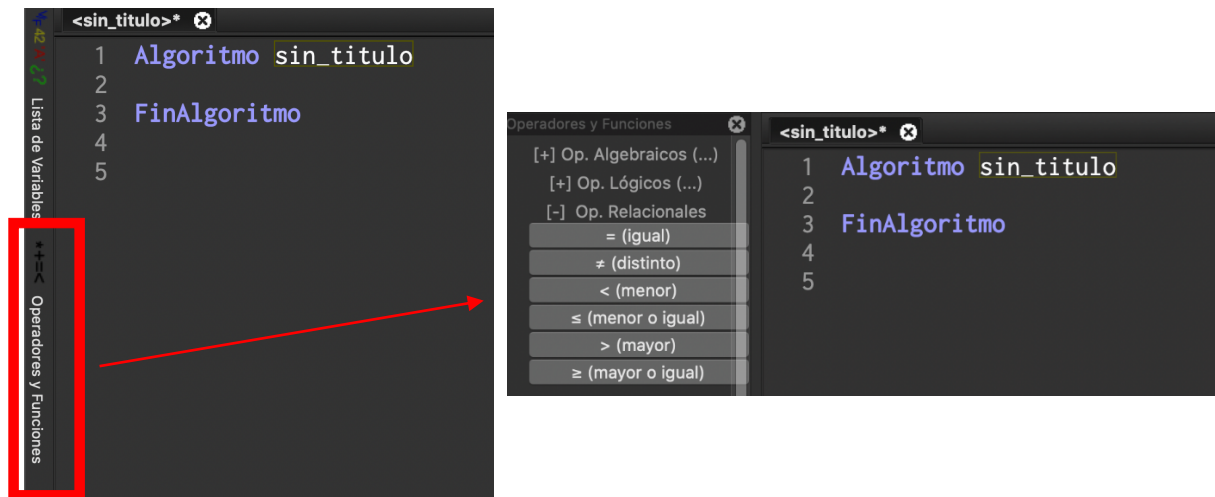 <sin_titulo>*
1 Algoritmo sin_titulo
2
3 FinAlgoritmo
4
5
42 * ¿? Lista de Variables
*+=< Operadores y Funciones
Operadores y Funciones
[+] Op. Algebraicos (...)
[+] Op. Lógicos (...)
[-] Op. Relacionales
= (igual)
≠ (distinto)
< (menor)
≤ (menor o igual)
> (mayor)
≥ (mayor o igual)
<sin_titulo>*
1 Algoritmo sin_titulo
2
3 FinAlgoritmo
4
5